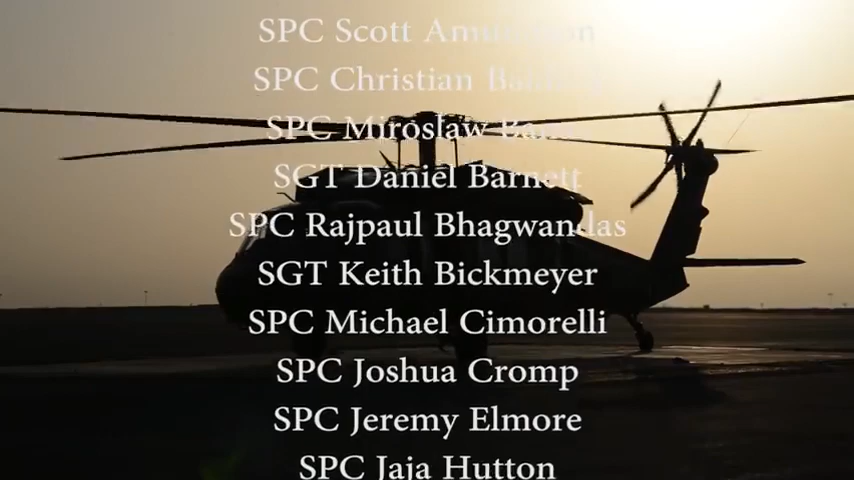 SPC Scott
SPC Christian
SPC Miroslaw
SGT Daniel Barnett
SPC Rajpaul Bhagwandas
SGT Keith Bickmeyer
SPC Michael Cimorelli
SPC Joshua Cromp
SPC Jeremy Elmore
SPC Jaja Hutton